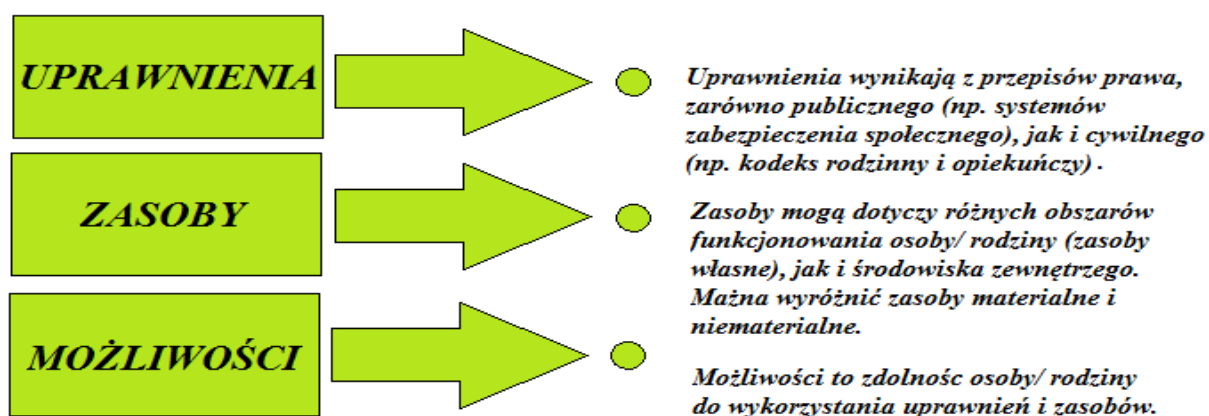 UPRAWNIENIA
Uprawnienia wynikają z przepisów prawa,
zarówno publicznego (np. systemów
zabezpieczenia społecznego), jak i cywilnego
(np. kodeks rodzinny i opiekuńczy) .
ZASOBY
Zasoby mogą dotyczy różnych obszarów
funkcjonowania osoby/ rodziny (zasoby
własne), jak i środowiska zewnętrzego.
Mażna wyróżnić zasoby materialne i
niematerialne.
MOŻLIWOŚCI
Możliwości to zdolnośc osoby/ rodziny
do wykorzystania uprawnień i zasobów.